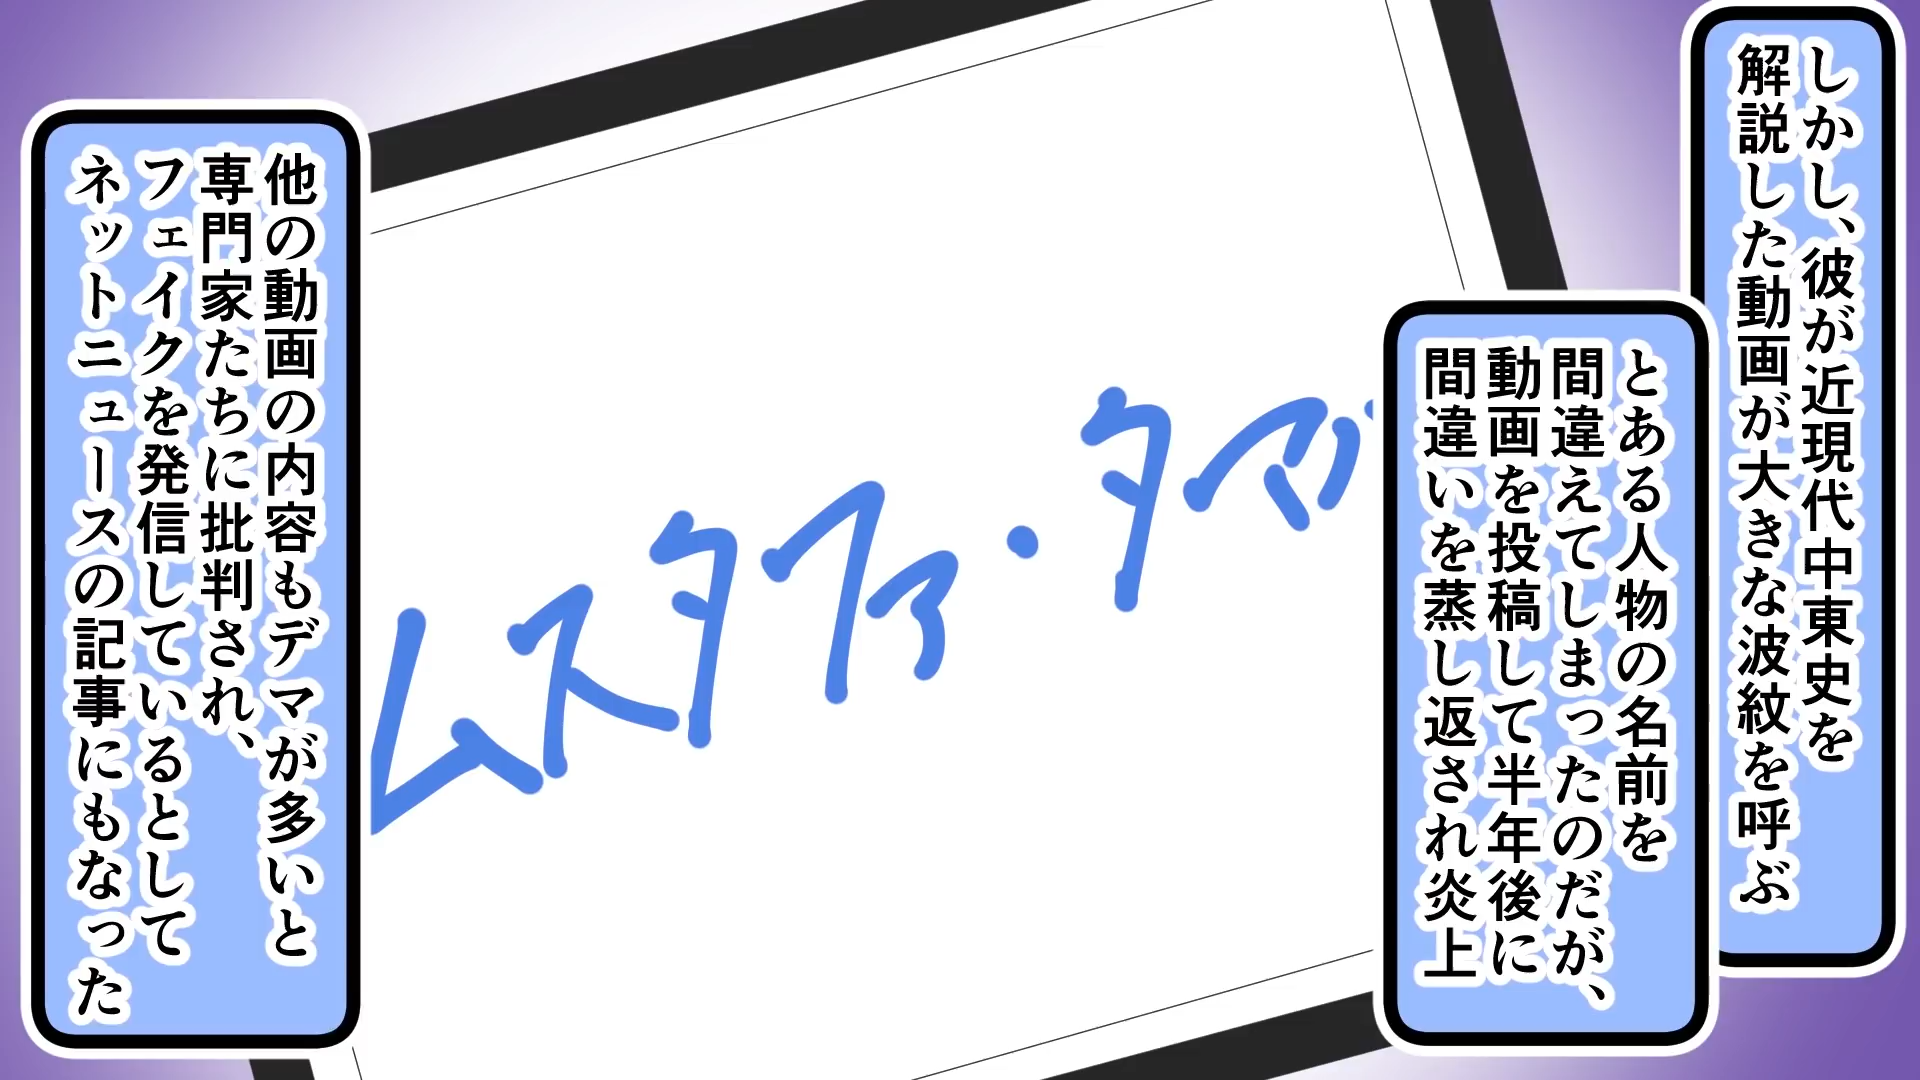 しかし、彼が近現代中東史を
解説した動画が大きな波紋を呼ぶ
とある人物の名前を
間違えてしまったのだが、
動画を投稿して半年後に
間違いを蒸し返され炎上
ムスタファ・タマ
他の動画の内容もデマが多いと
専門家たちに批判され、
フェイクを発信しているとして
ネットニュースの記事にもなった